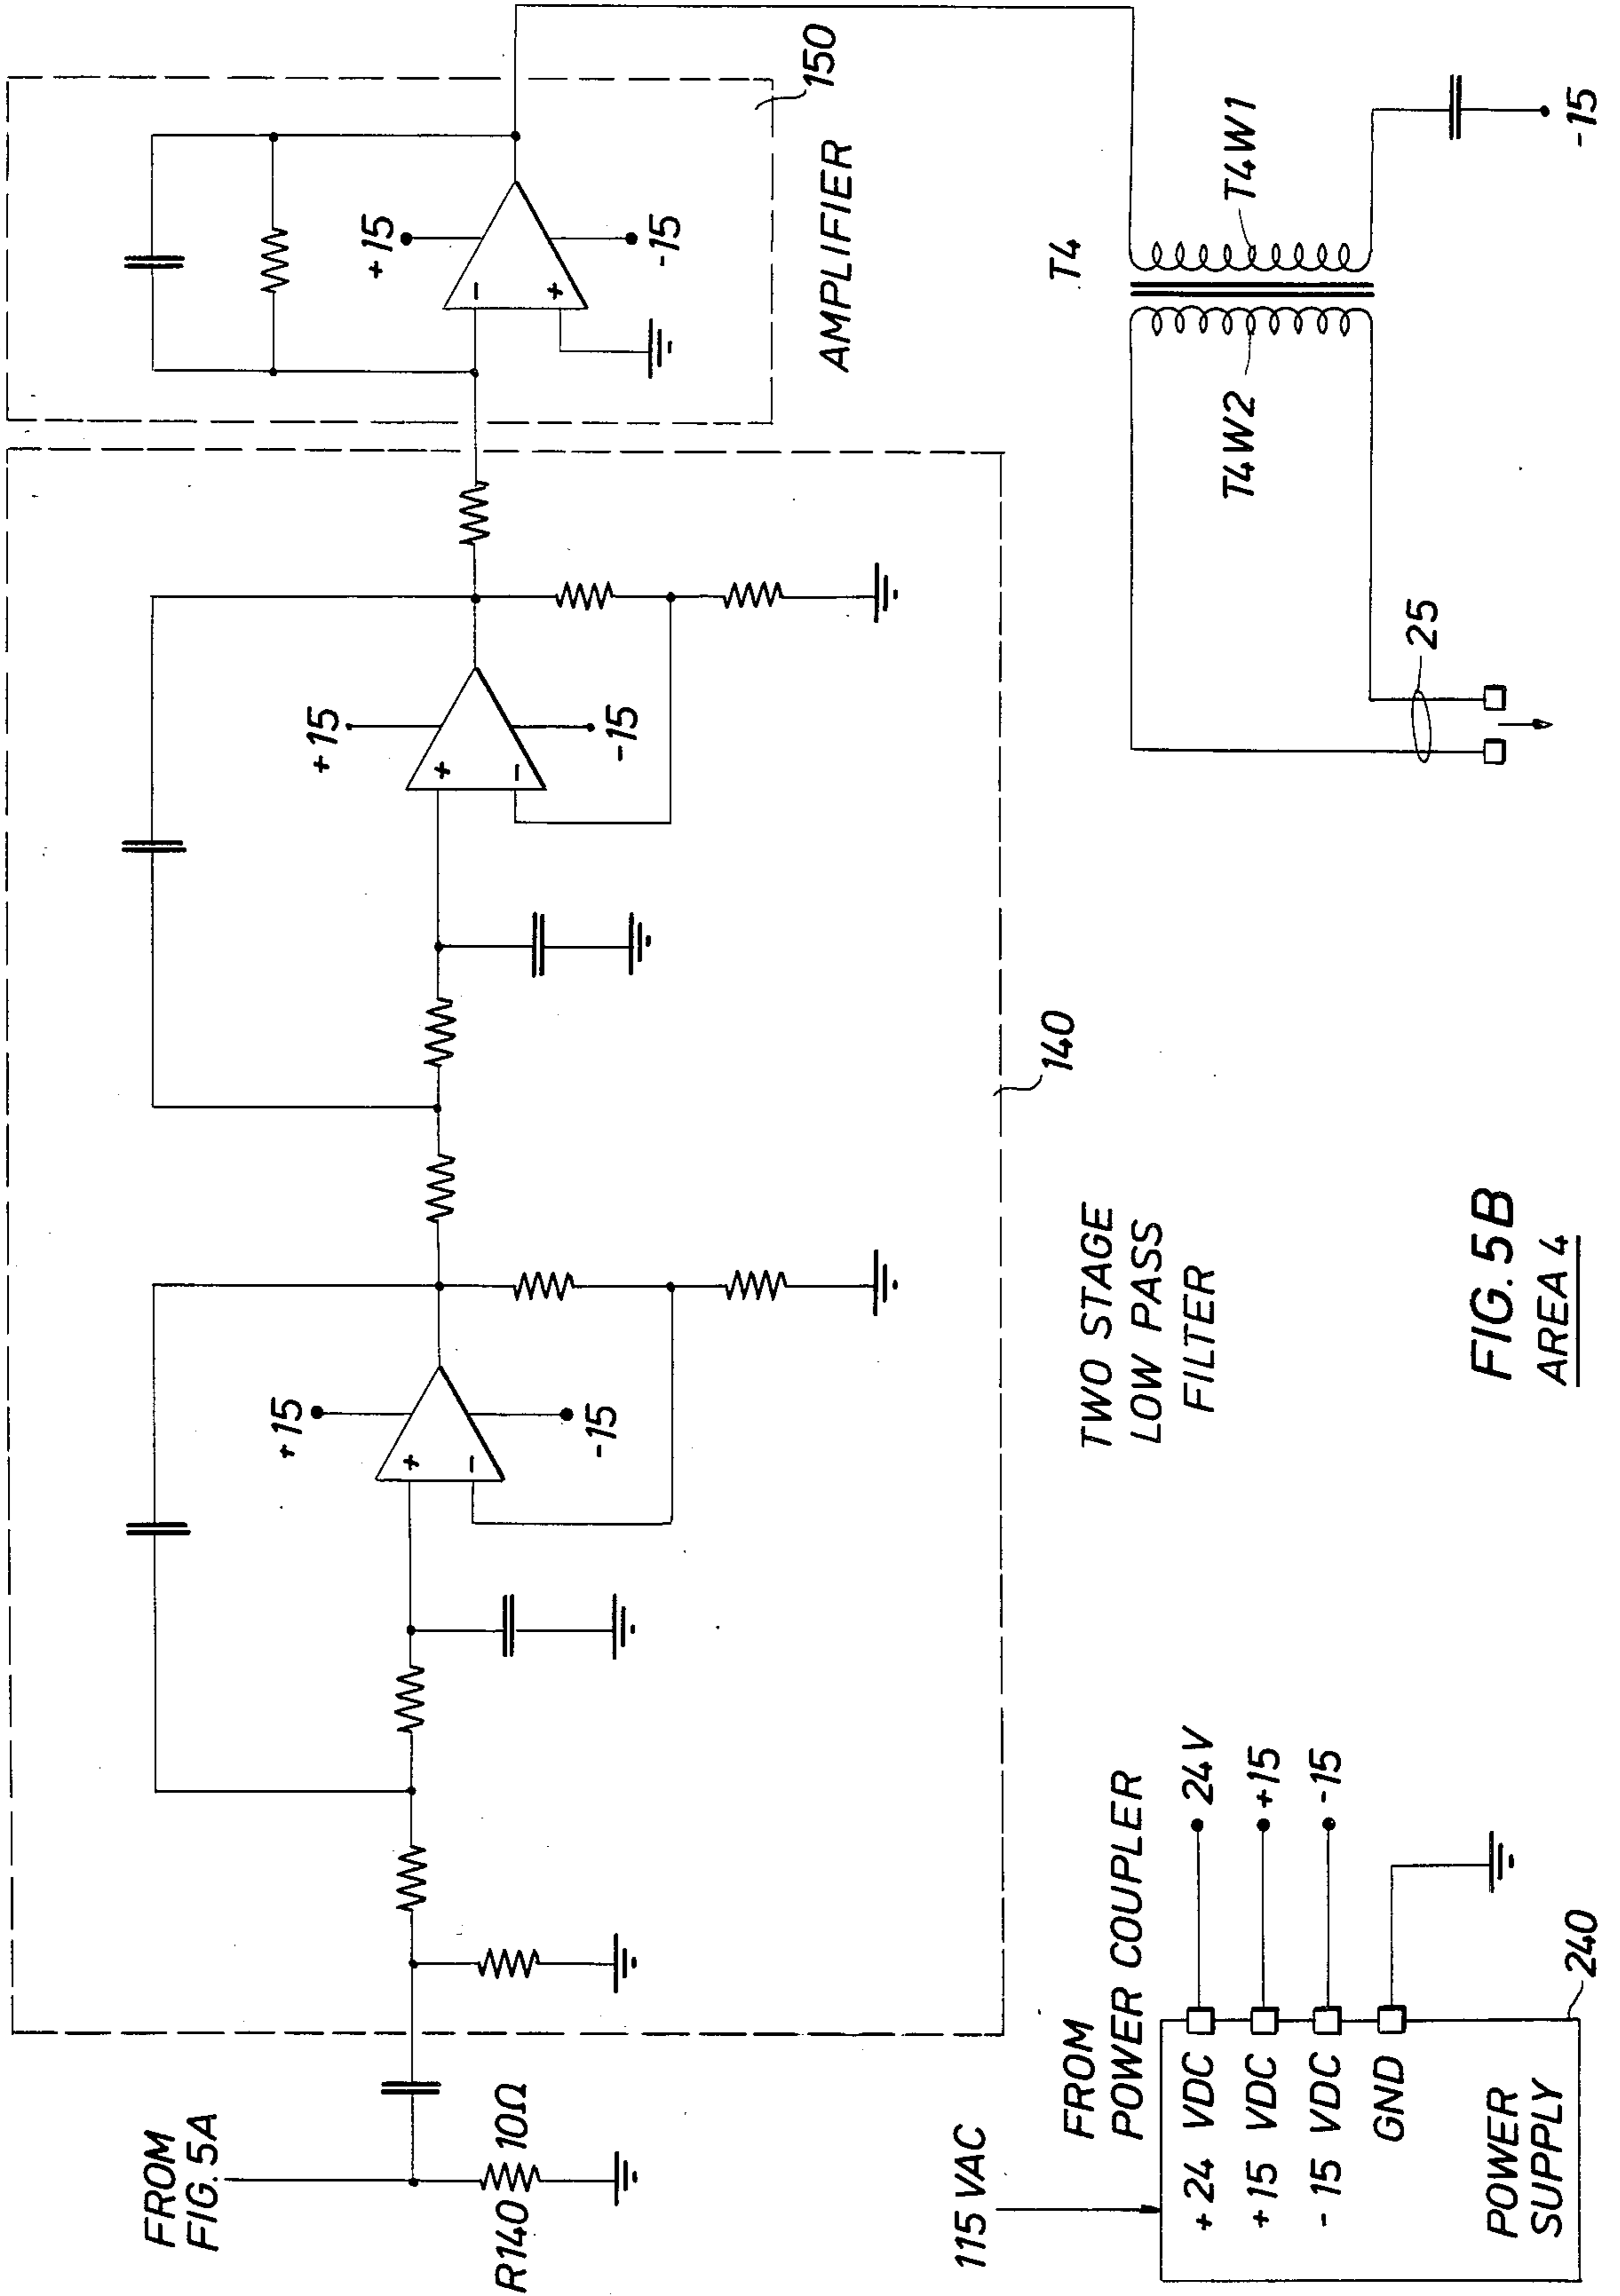 FROM
FIG. 5A
R140 10Ω
+15
-15
+15
-15
+15
-15
150
AMPLIFIER
140
TWO STAGE
LOW PASS
FILTER
T4
T4W2
T4W1
-15
25
115 VAC
FROM
POWER COUPLER
+24 VDC
24V
+15 VDC
+15
-15 VDC
-15
GND
POWER
SUPPLY
240
FIG. 5B
AREA 4